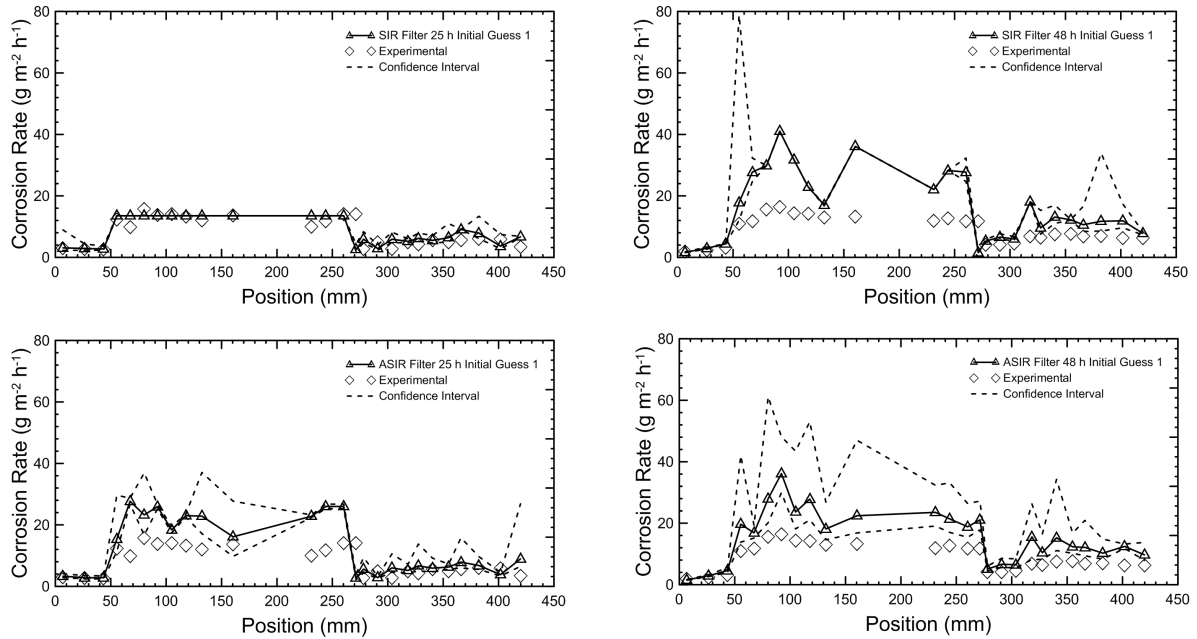 80
60
40
20
0
Corrosion Rate (g m⁻² h⁻¹)
SIR Filter 25 h Initial Guess 1
Experimental
Confidence Interval
0 50 100 150 200 250 300 350 400 450
Position (mm)
80
60
40
20
0
Corrosion Rate (g m⁻² h⁻¹)
SIR Filter 48 h Initial Guess 1
Experimental
Confidence Interval
0 50 100 150 200 250 300 350 400 450
Position (mm)
80
60
40
20
0
Corrosion Rate (g m⁻² h⁻¹)
ASIR Filter 25 h Initial Guess 1
Experimental
Confidence Interval
0 50 100 150 200 250 300 350 400 450
Position (mm)
80
60
40
20
0
Corrosion Rate (g m⁻² h⁻¹)
ASIR Filter 48 h Initial Guess 1
Experimental
Confidence Interval
0 50 100 150 200 250 300 350 400 450
Position (mm)